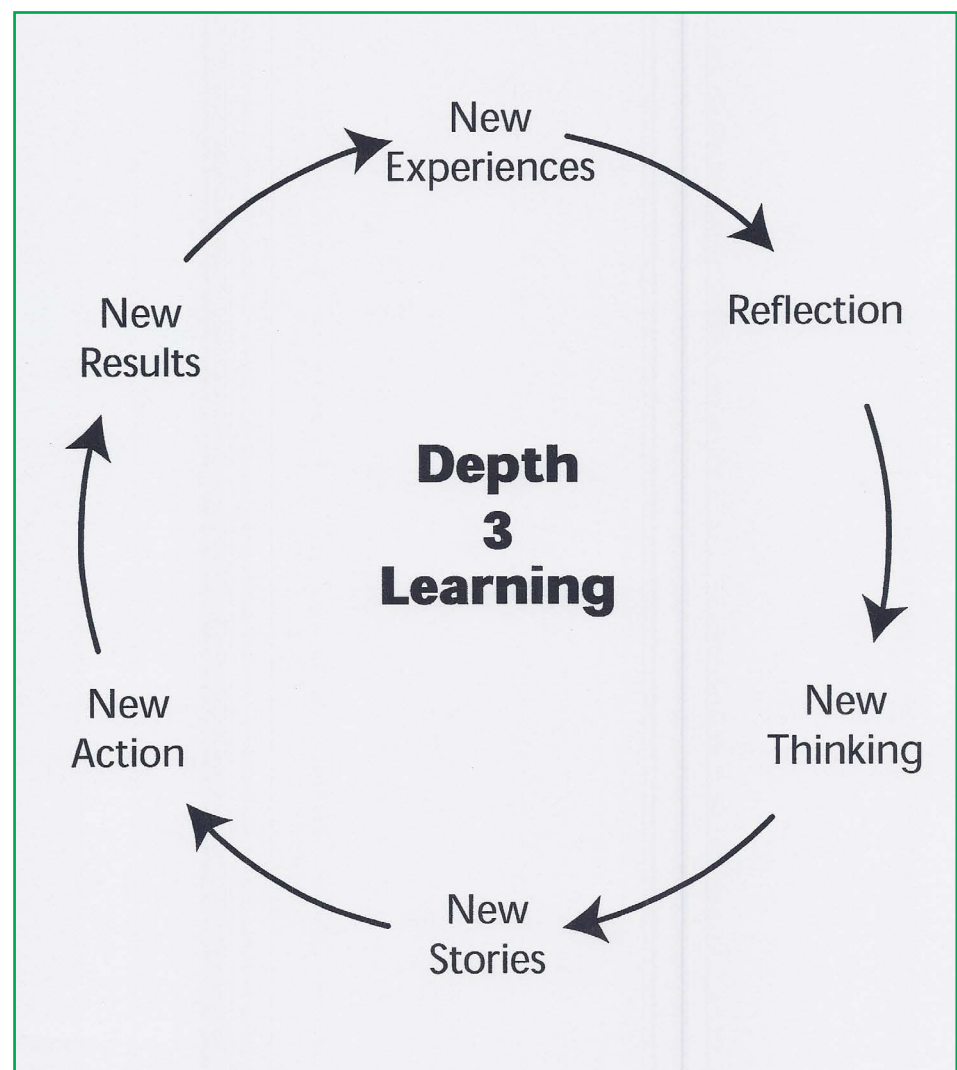 New
Experiences
Reflection
New
Thinking
New
Stories
New
Action
New
Results
Depth
3
Learning